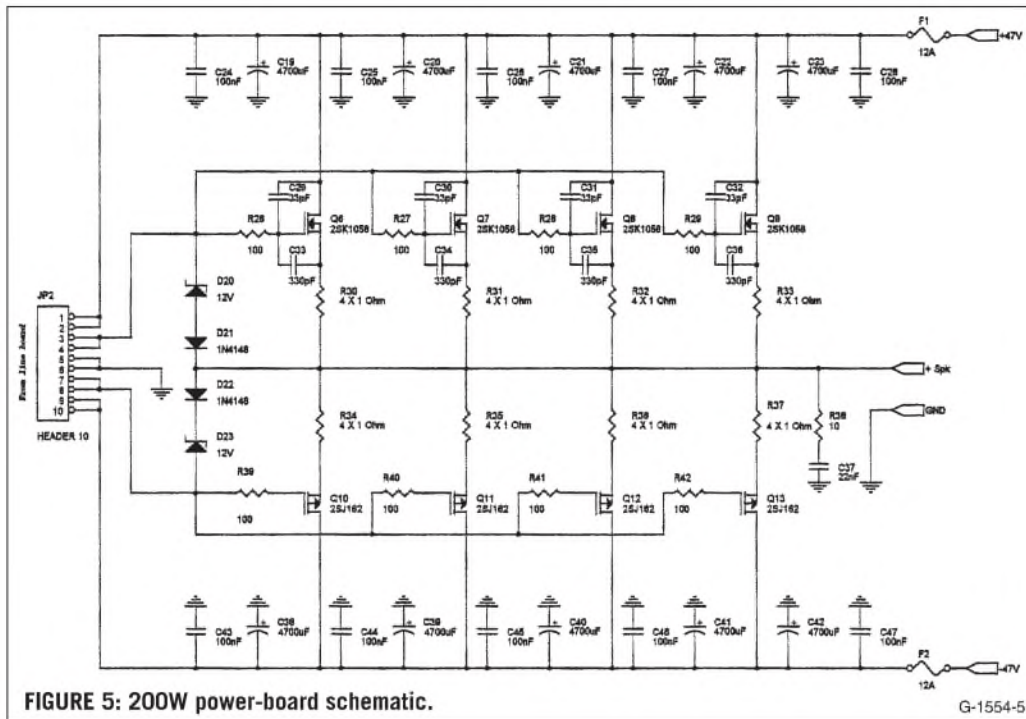 F1
12A
+47V
C24
100nF
C19
4700uF
C25
100nF
C20
4700uF
C26
100nF
C21
4700uF
C27
100nF
C22
4700uF
C23
4700uF
C28
100nF
C29
33pF
C30
33pF
C31
33pF
C32
33pF
R26
100
Q6
2SK1058
R27
100
Q7
2SK1058
R28
100
Q8
2SK1058
R29
100
Q9
2SK1058
C33
330pF
C34
330pF
C35
330pF
C36
330pF
D20
12V
R30
4 X 1 Ohm
R31
4 X 1 Ohm
R32
4 X 1 Ohm
R33
4 X 1 Ohm
JP2
From line board
1
2
3
4
5
6
7
8
9
10
HEADER 10
D21
1N4148
+ Spk
D22
1N4148
D23
12V
R34
4 X 1 Ohm
R35
4 X 1 Ohm
R36
4 X 1 Ohm
R37
4 X 1 Ohm
R38
10
GND
C37
22nF
R39
100
Q10
2SJ162
R40
100
Q11
2SJ162
R41
100
Q12
2SJ162
R42
100
Q13
2SJ162
C43
100nF
C38
4700uF
C44
100nF
C39
4700uF
C45
100nF
C40
4700uF
C46
100nF
C41
4700uF
C42
4700uF
C47
100nF
F2
12A
-47V
FIGURE 5: 200W power-board schematic.
G-1554-5